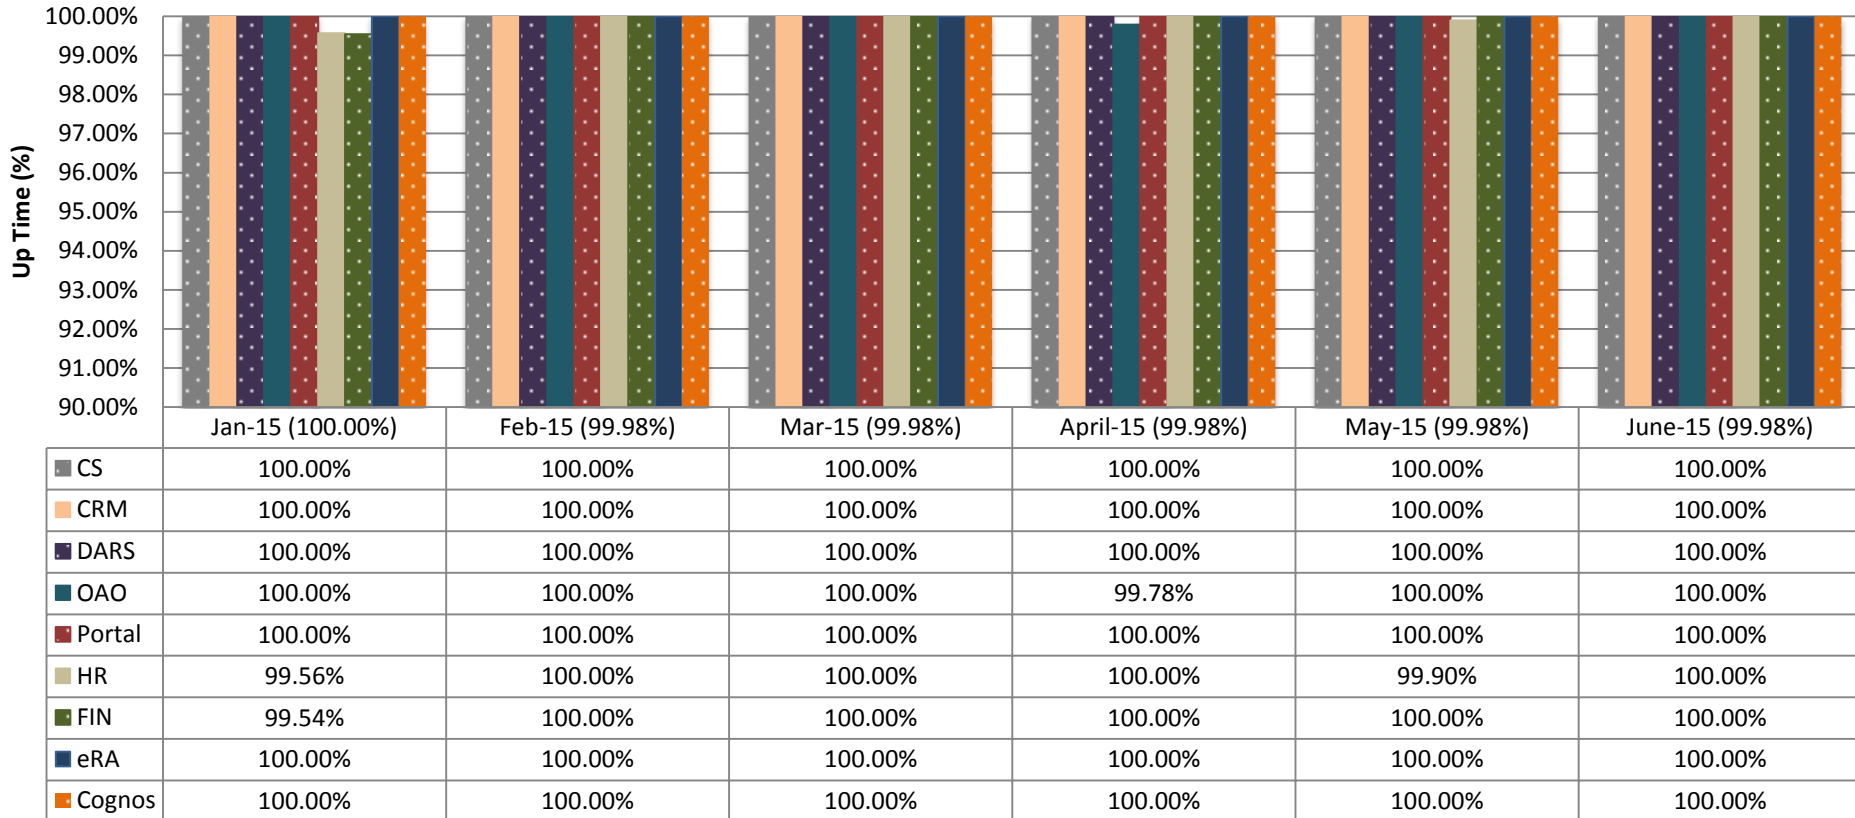 100.00%
99.00%
98.00%
97.00%
96.00%
95.00%
94.00%
93.00%
92.00%
91.00%
90.00%
Up Time (%)
Jan-15 (100.00%) Feb-15 (99.98%) Mar-15 (99.98%) April-15 (99.98%) May-15 (99.98%) June-15 (99.98%)
CS 100.00% 100.00% 100.00% 100.00% 100.00% 100.00%
CRM 100.00% 100.00% 100.00% 100.00% 100.00% 100.00%
DARS 100.00% 100.00% 100.00% 100.00% 100.00% 100.00%
OAO 100.00% 100.00% 100.00% 99.78% 100.00% 100.00%
Portal 100.00% 100.00% 100.00% 100.00% 100.00% 100.00%
HR 99.56% 100.00% 100.00% 100.00% 99.90% 100.00%
FIN 99.54% 100.00% 100.00% 100.00% 100.00% 100.00%
eRA 100.00% 100.00% 100.00% 100.00% 100.00% 100.00%
Cognos 100.00% 100.00% 100.00% 100.00% 100.00% 100.00%